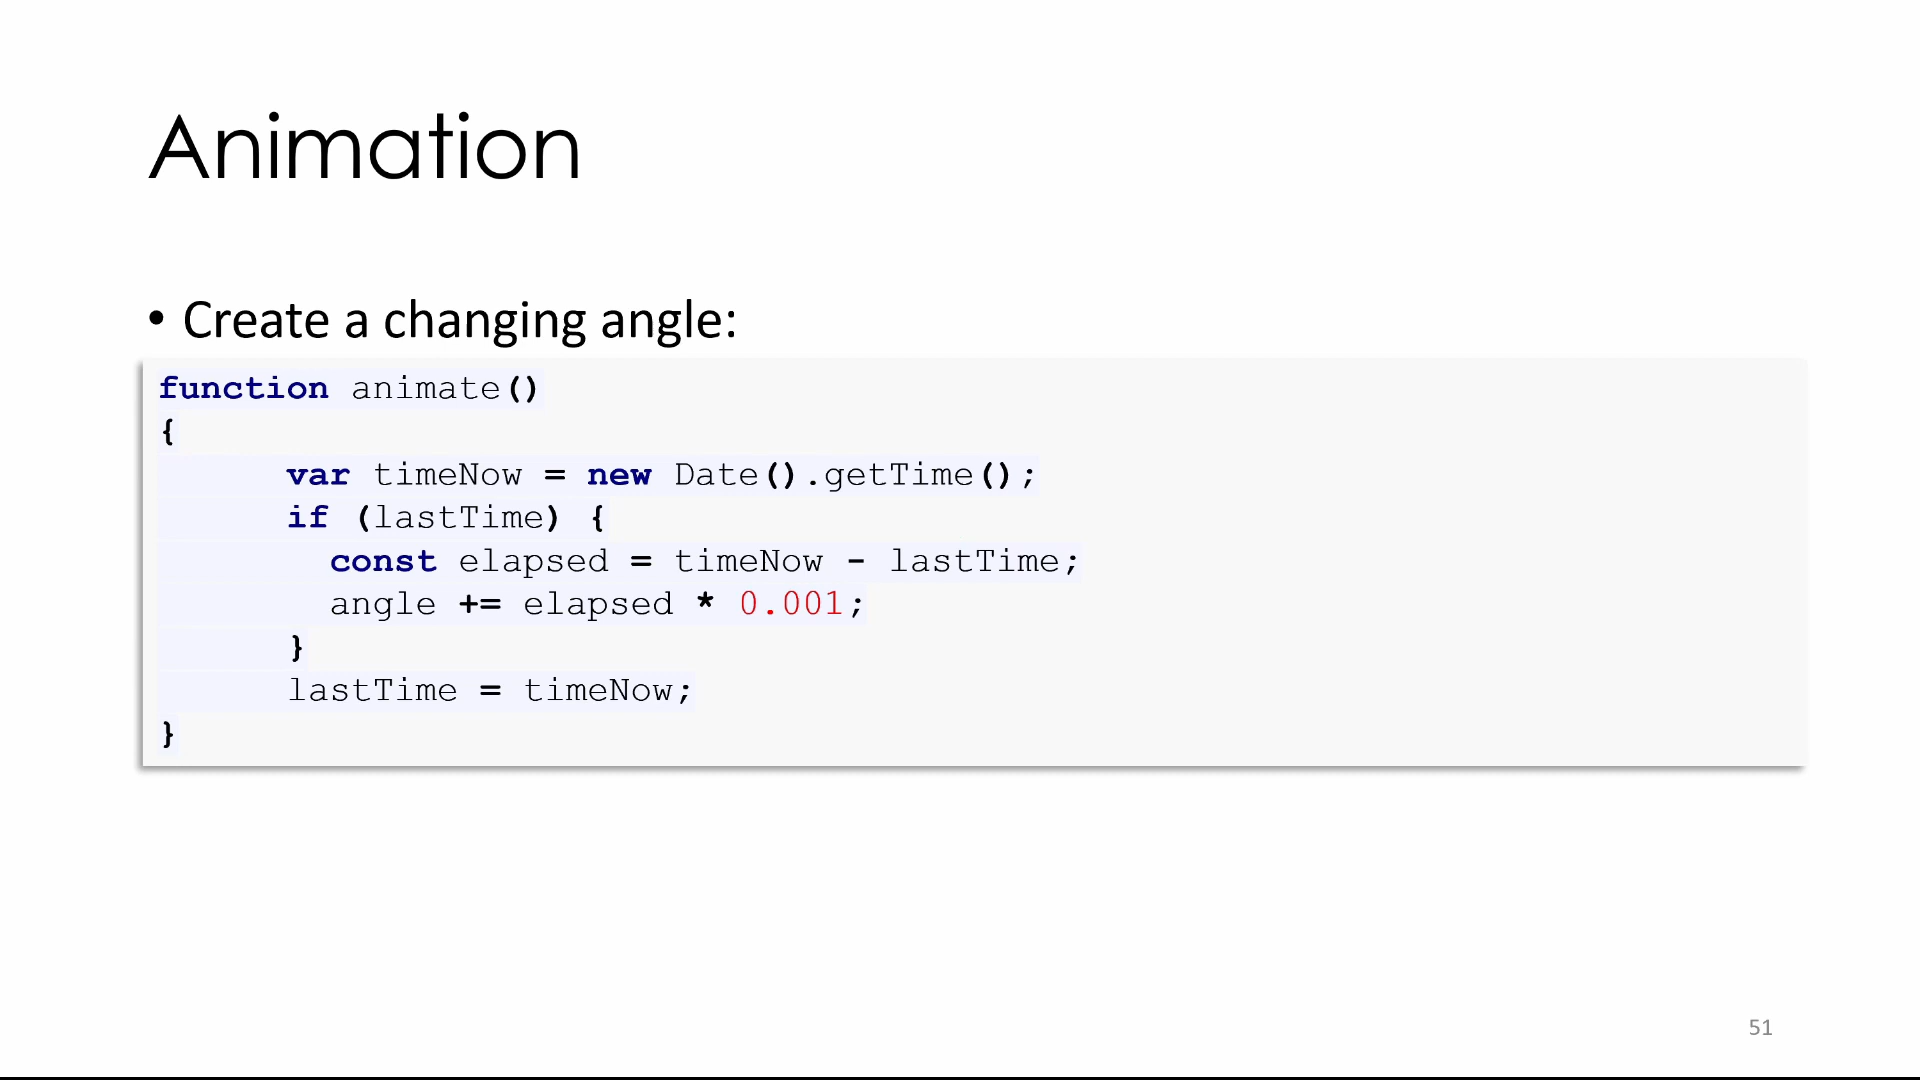 Animation
• Create a changing angle:
function animate()
{
      var timeNow = new Date().getTime();
      if (lastTime) {
        const elapsed = timeNow - lastTime;
        angle += elapsed * 0.001;
      }
      lastTime = timeNow;
}
51